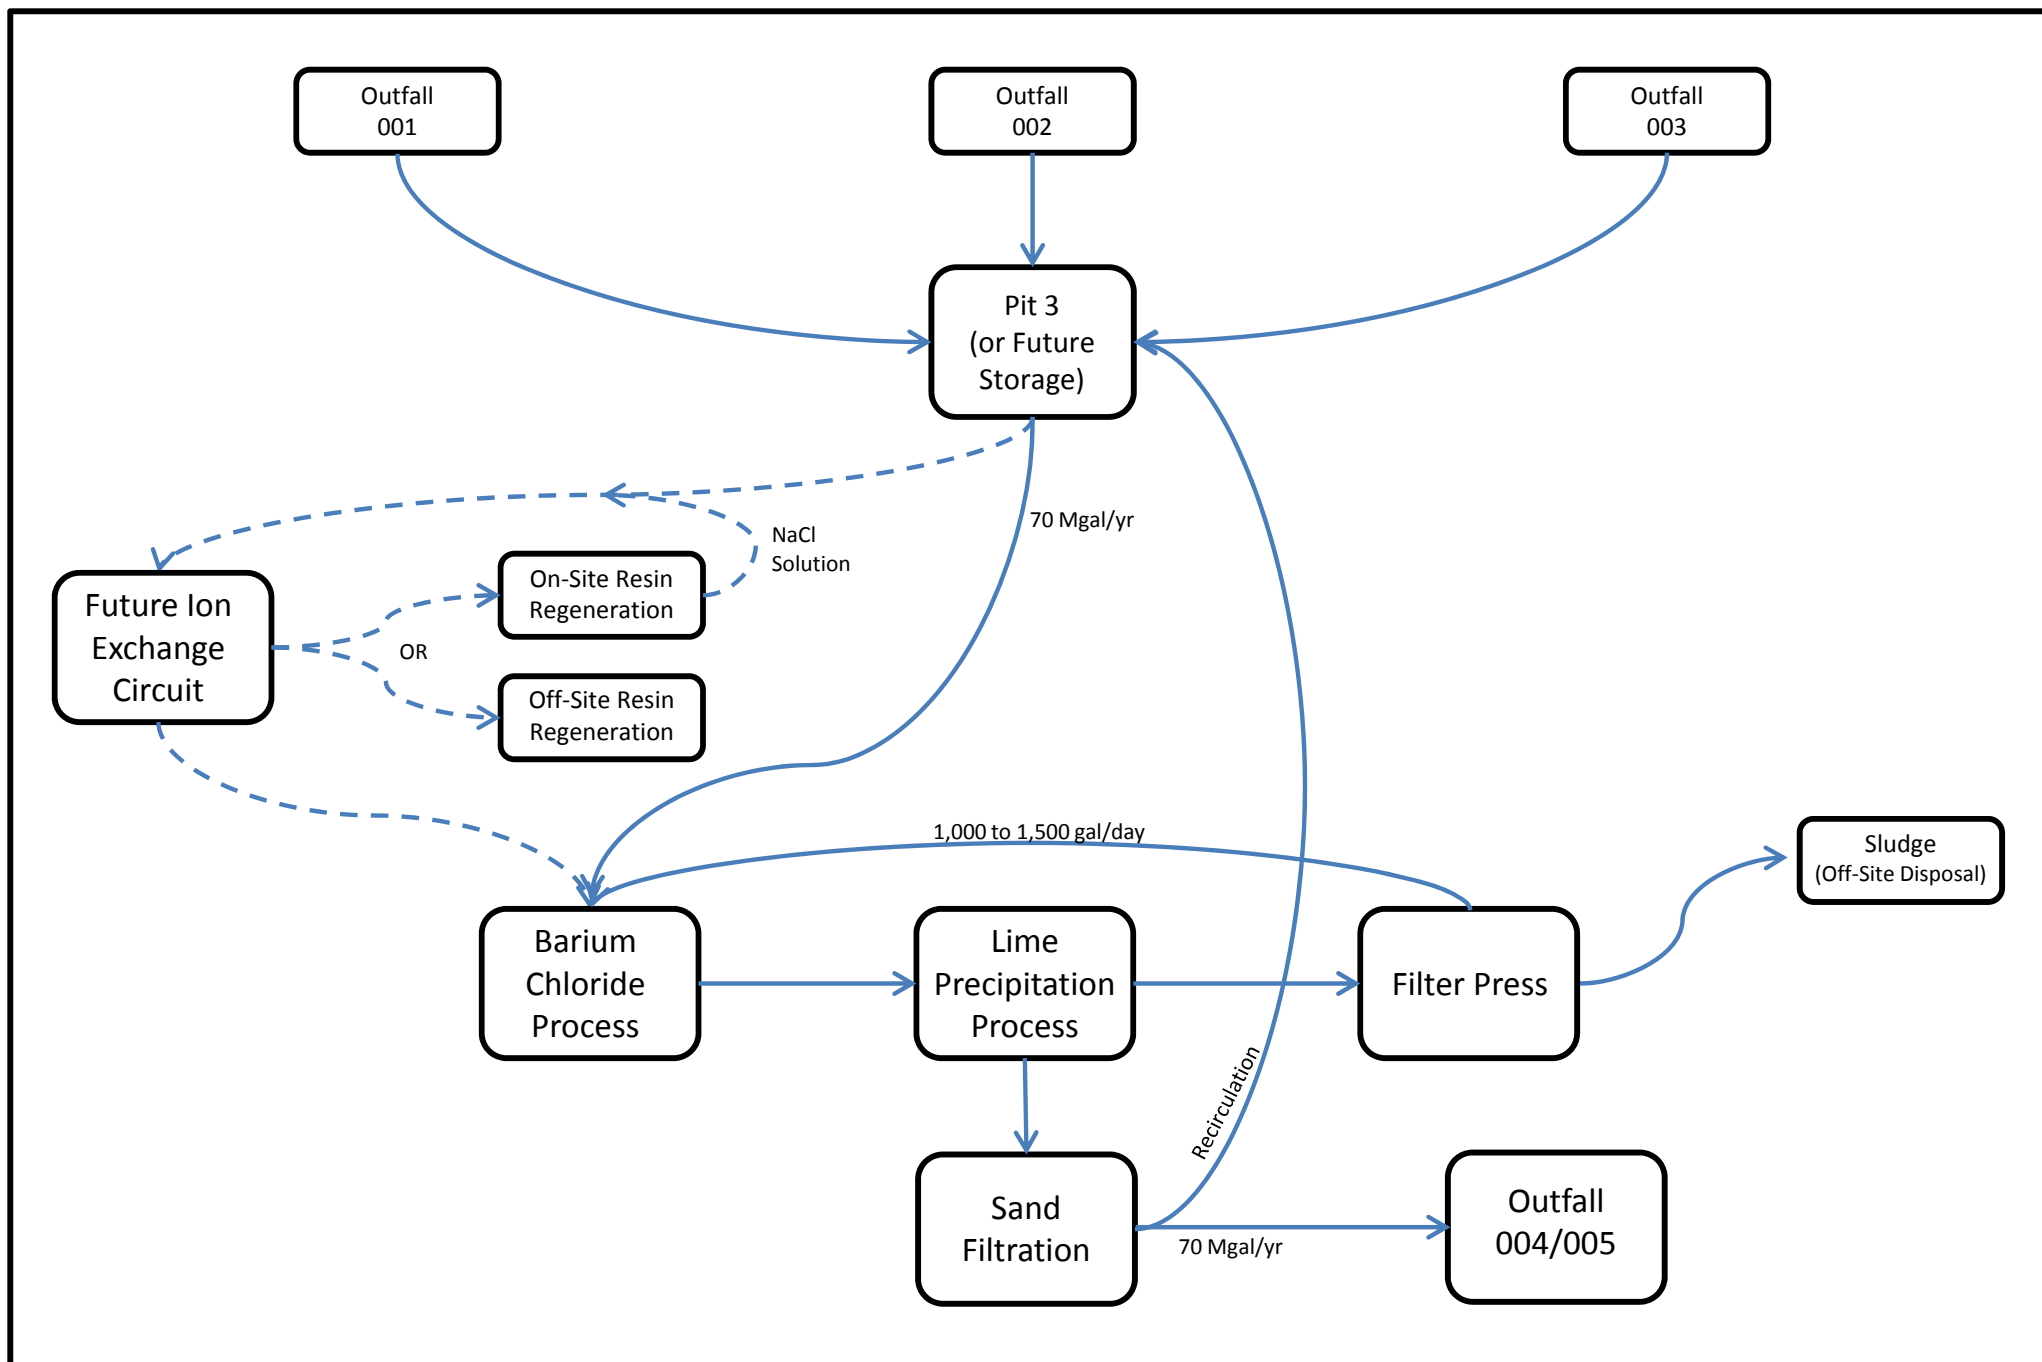 Outfall
001
Outfall
002
Outfall
003
Pit 3
(or Future
Storage)
70 Mgal/yr
NaCl
Solution
On-Site Resin
Regeneration
Future Ion
Exchange
Circuit
OR
Off-Site Resin
Regeneration
1,000 to 1,500 gal/day
Sludge
(Off-Site Disposal)
Barium
Chloride
Process
Lime
Precipitation
Process
Filter Press
Recirculation
Sand
Filtration
70 Mgal/yr
Outfall
004/005